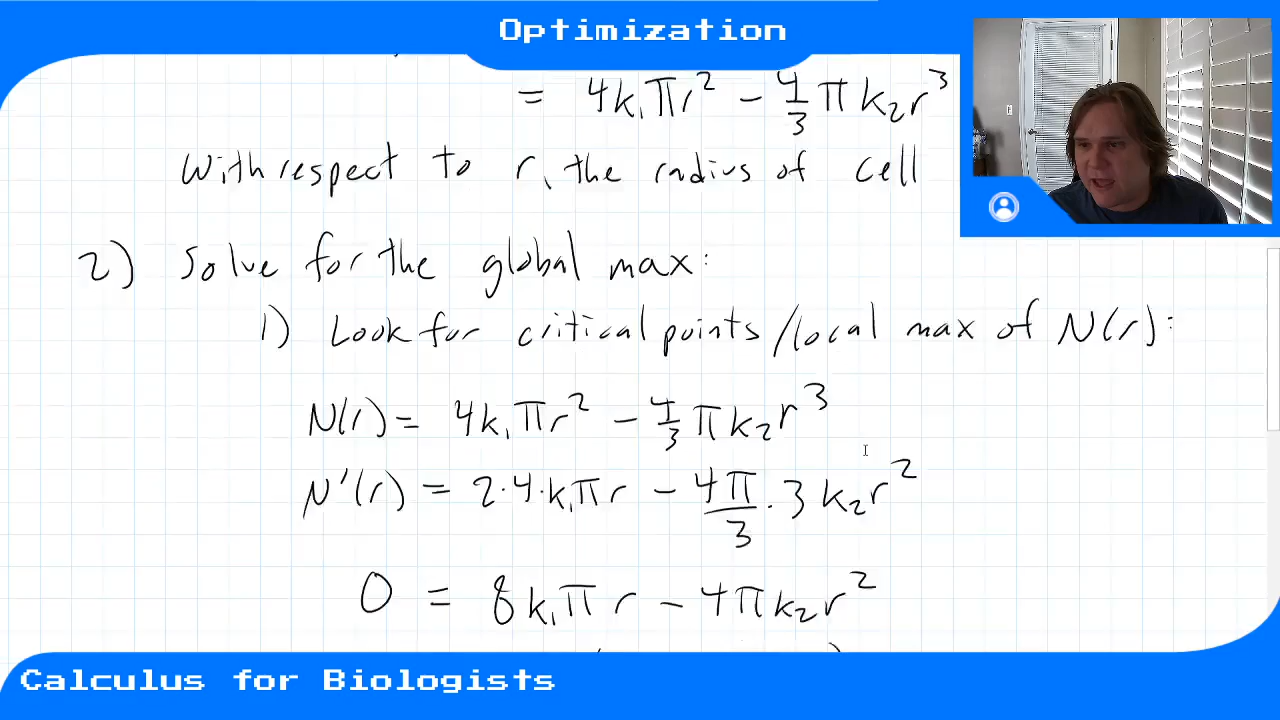 Optimization
= 4k₁πr² - 4/3 πk₂r³
With respect to r, the radius of cell
2) Solve for the global max:
1) Look for critical points/local max of N(r):
N(r) = 4k₁πr² - 4/3 πk₂r³
N'(r) = 2·4·k₁πr - 4π/3 · 3k₂r²
0 = 8k₁πr - 4πk₂r²
Calculus for Biologists